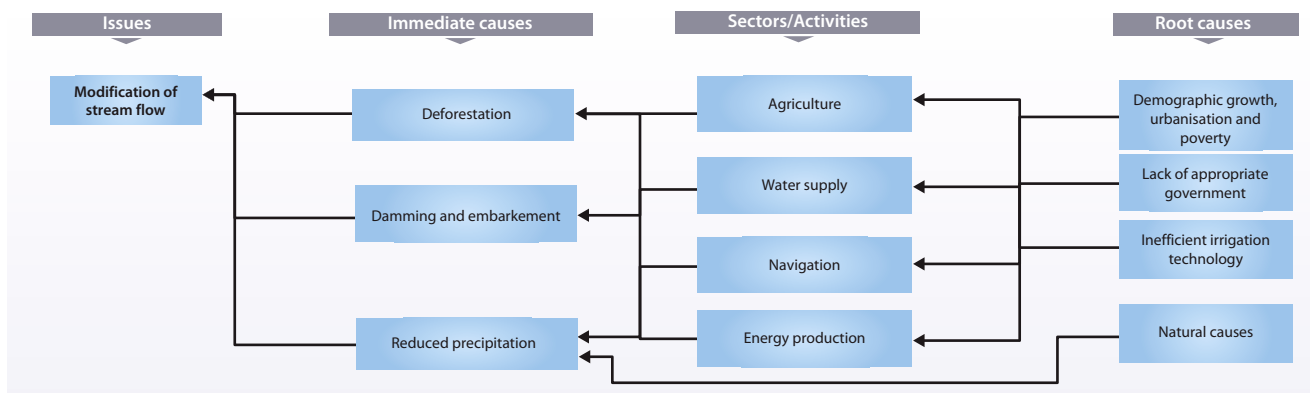 Issues
Immediate causes
Sectors/Activities
Root causes
Modification of
stream flow
Deforestation
Damming and embarkement
Reduced precipitation
Agriculture
Water supply
Navigation
Energy production
Demographic growth,
urbanisation and
poverty
Lack of appropriate
government
Inefficient irrigation
technology
Natural causes